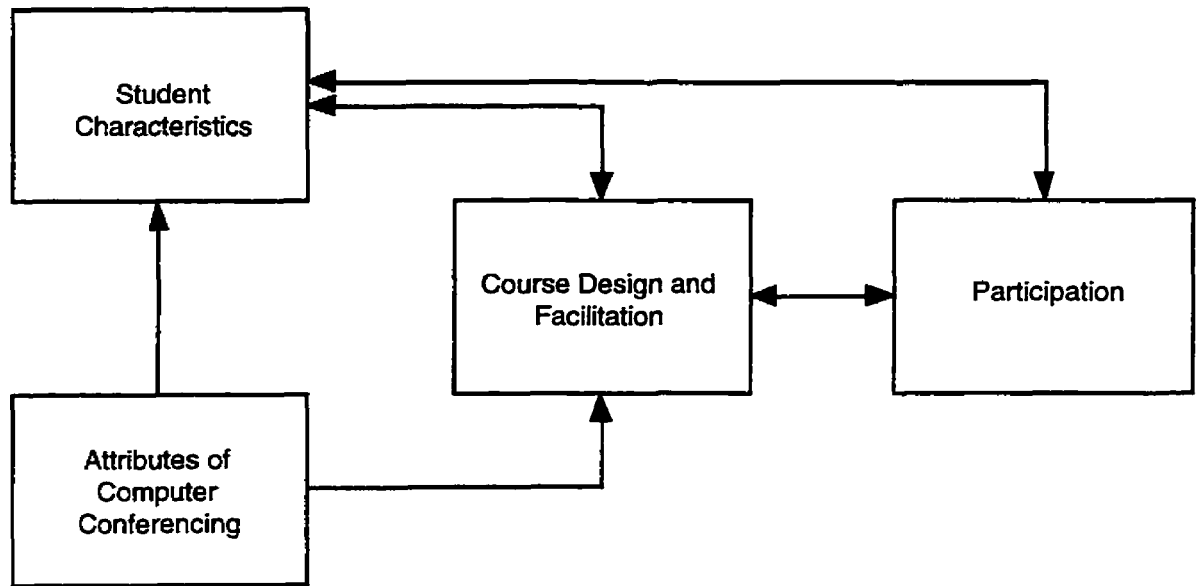 Student
Characteristics
Course Design and
Facilitation
Participation
Attributes of
Computer
Conferencing